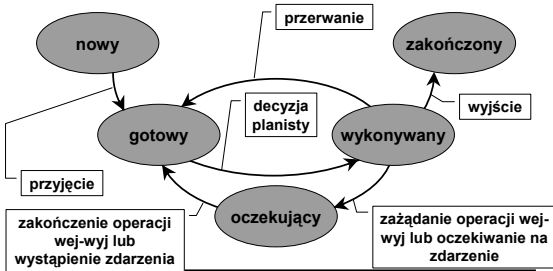 nowy
przerwanie
zakończony
decyzja
planisty
wyjście
gotowy
wykonywany
przyjęcie
oczekujący
zakończenie operacji
wej-wyj lub
wystąpienie zdarzenia
zażądanie operacji wej-
wyj lub oczekiwanie na
zdarzenie